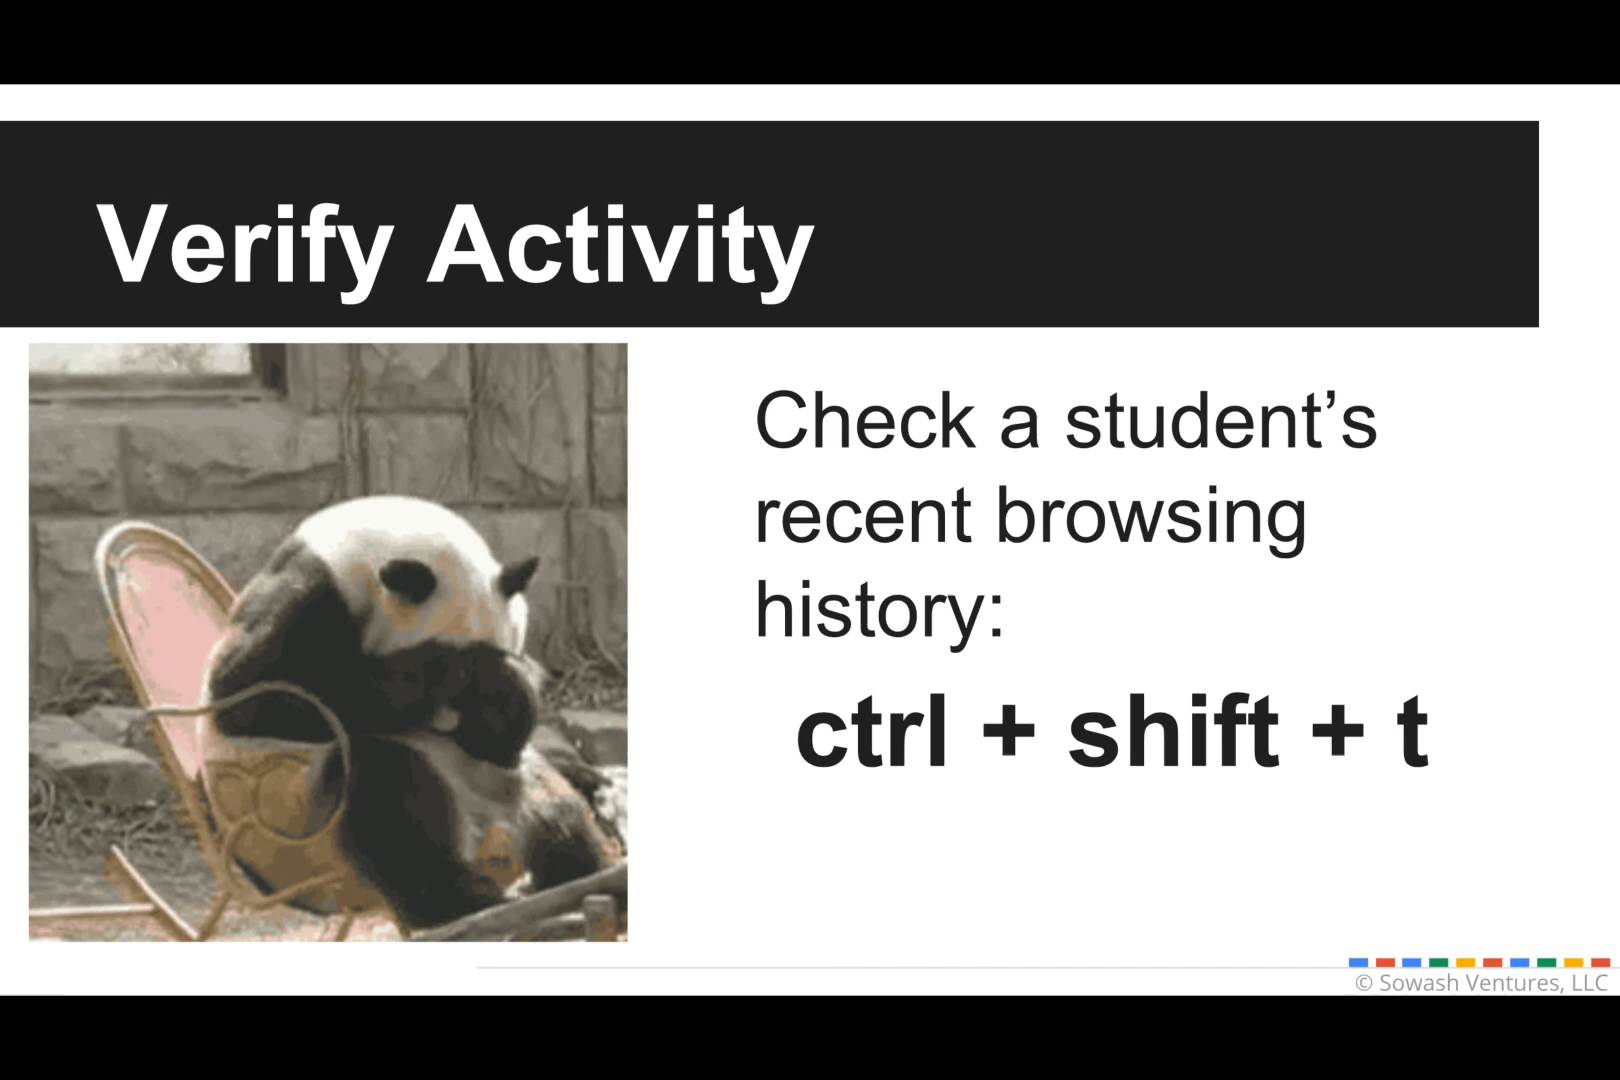 Verify Activity
Check a student’s
recent browsing
history:
ctrl + shift + t
© Sowash Ventures, LLC